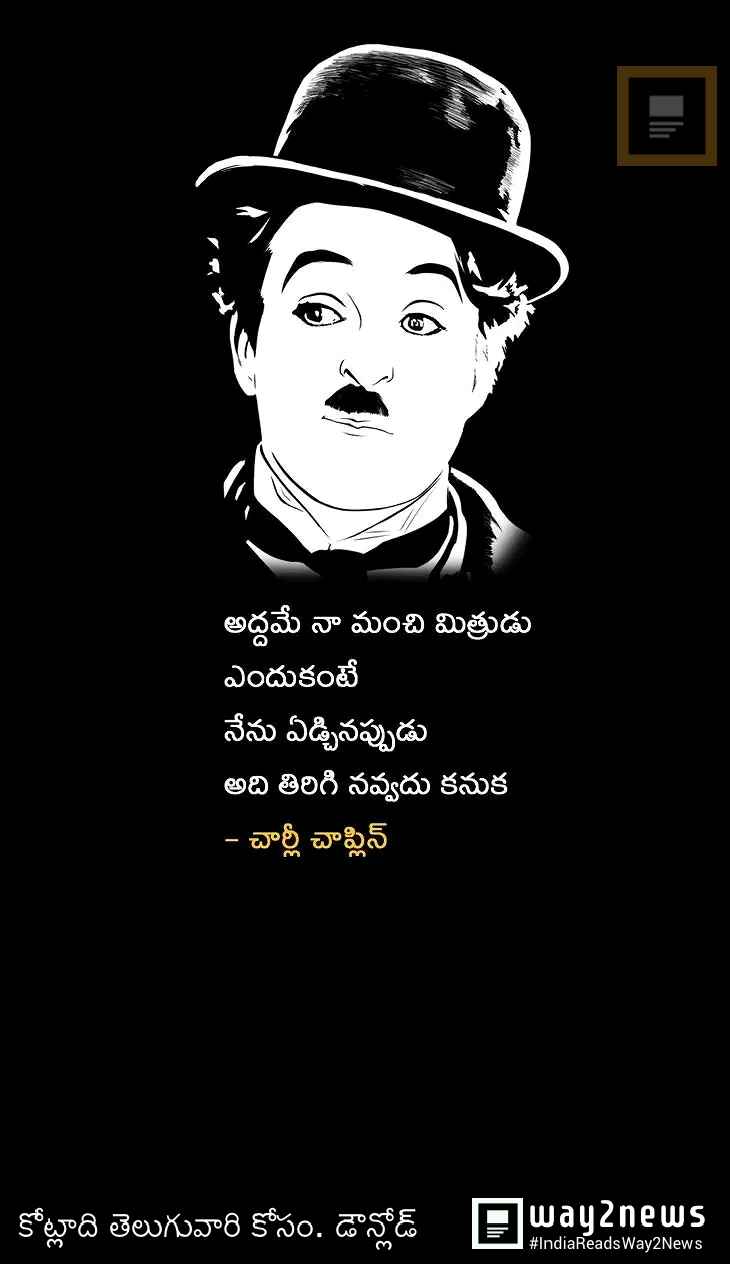 అద్దమే నా మంచి మిత్రుడు
ఎందుకంటే
నేను ఏడ్చినప్పుడు
అది తిరిగి నవ్వదు కనుక
- చార్లీ చాప్లిన్
కోట్లాది తెలుగువారి కోసం. డౌన్లోడ్
way2news
#IndiaReadsWay2News